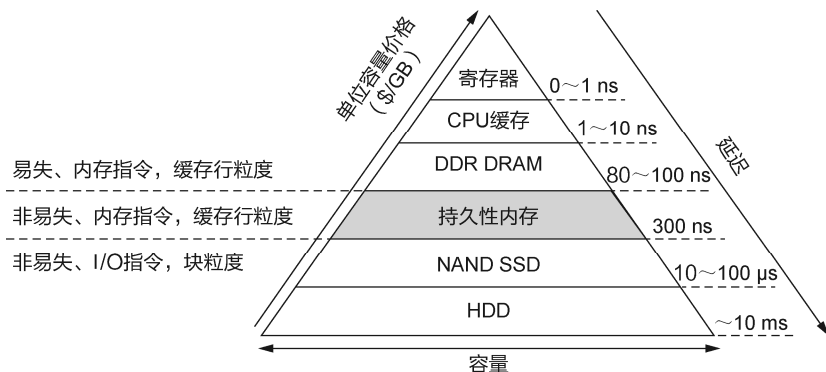 单位容量价格
（$/GB）
寄存器
0～1 ns
CPU缓存
1～10 ns
延迟
DDR DRAM
易失、内存指令，缓存行粒度
80～100 ns
非易失、内存指令，缓存行粒度
持久性内存
300 ns
非易失、I/O指令，块粒度
NAND SSD
10～100 μs
HDD
～10 ms
容量